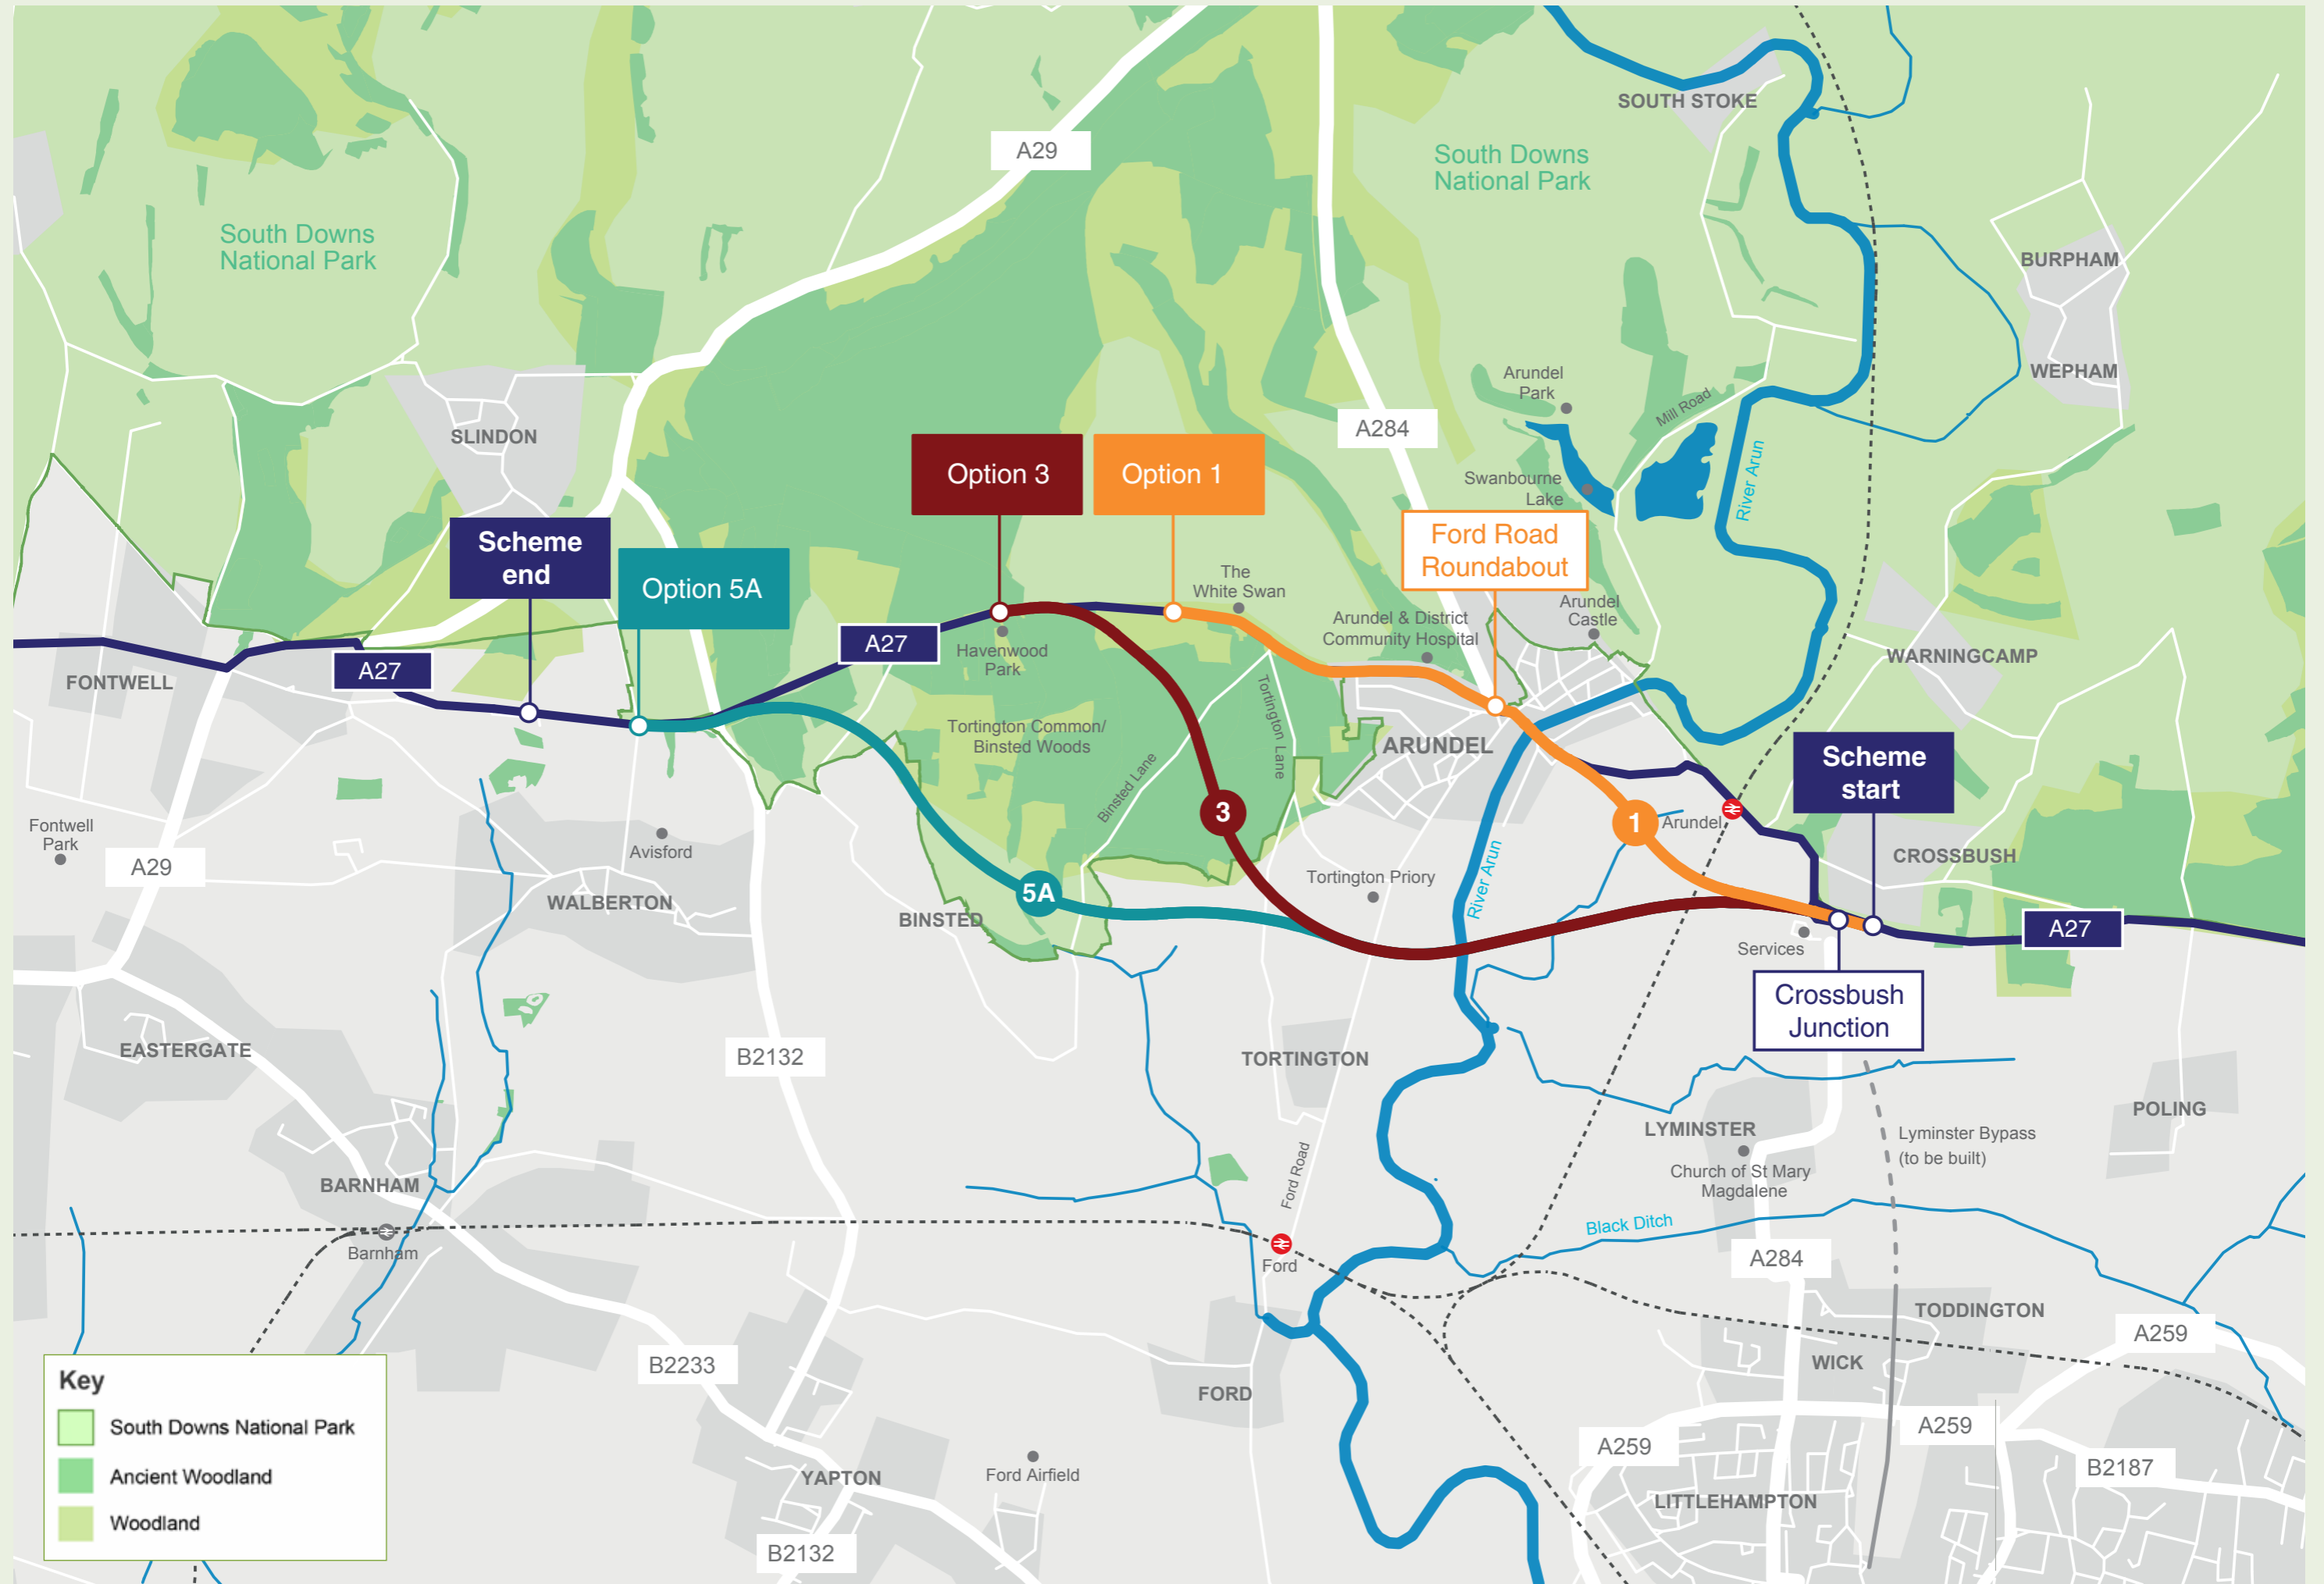 SOUTH STOKE
A29
South Downs
National Park
South Downs
National Park
BURPHAM
WEPHAM
Arundel
Park
Mill Road
A284
SLINDON
Swanbourne
Lake
River Arun
Option 3
Option 1
Ford Road
Roundabout
Scheme
end
Option 5A
The
White Swan
Arundel & District
Community Hospital
Arundel
Castle
A27
A27
Havenwood
Park
WARNINGCAMP
FONTWELL
Tortington Lane
Tortington Common/
Binsted Woods
ARUNDEL
Scheme
start
Binsted Lane
3
1
Arundel
Fontwell
Park
A29
Avisford
CROSSBUSH
WALBERTON
5A
Tortington Priory
River Arun
BINSTED
Services
A27
Crossbush
Junction
EASTERGATE
B2132
TORTINGTON
POLING
LYMINSTER
Lyminster Bypass
(to be built)
Church of St Mary
Magdalene
BARNHAM
Ford Road
Black Ditch
Barnham
Ford
A284
TODDINGTON
A259
WICK
B2233
FORD
A259
A259
B2187
YAPTON
Ford Airfield
LITTLEHAMPTON
B2132
Key
South Downs National Park
Ancient Woodland
Woodland